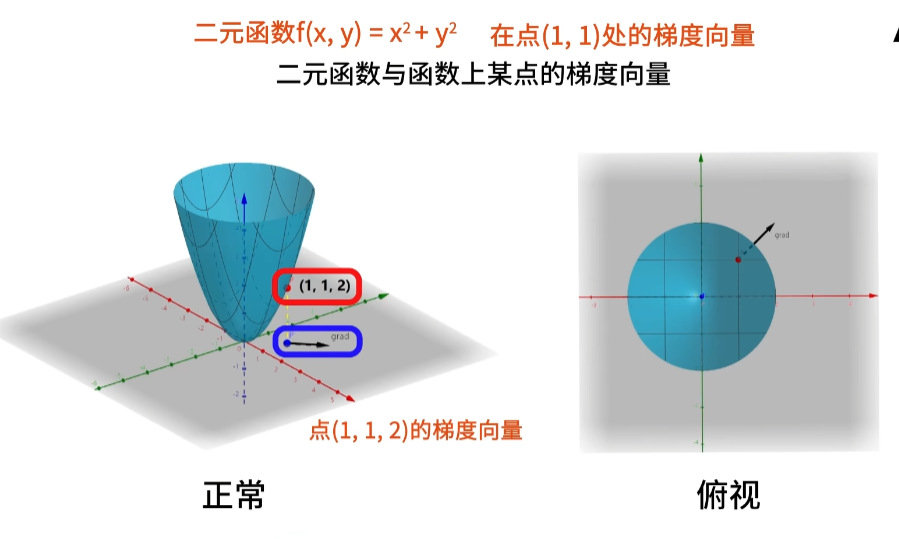 二元函数f(x, y) = x² + y² 在点(1, 1)处的梯度向量
二元函数与函数上某点的梯度向量
(1, 1, 2)
grad
点(1, 1, 2)的梯度向量
正常
grad
俯视